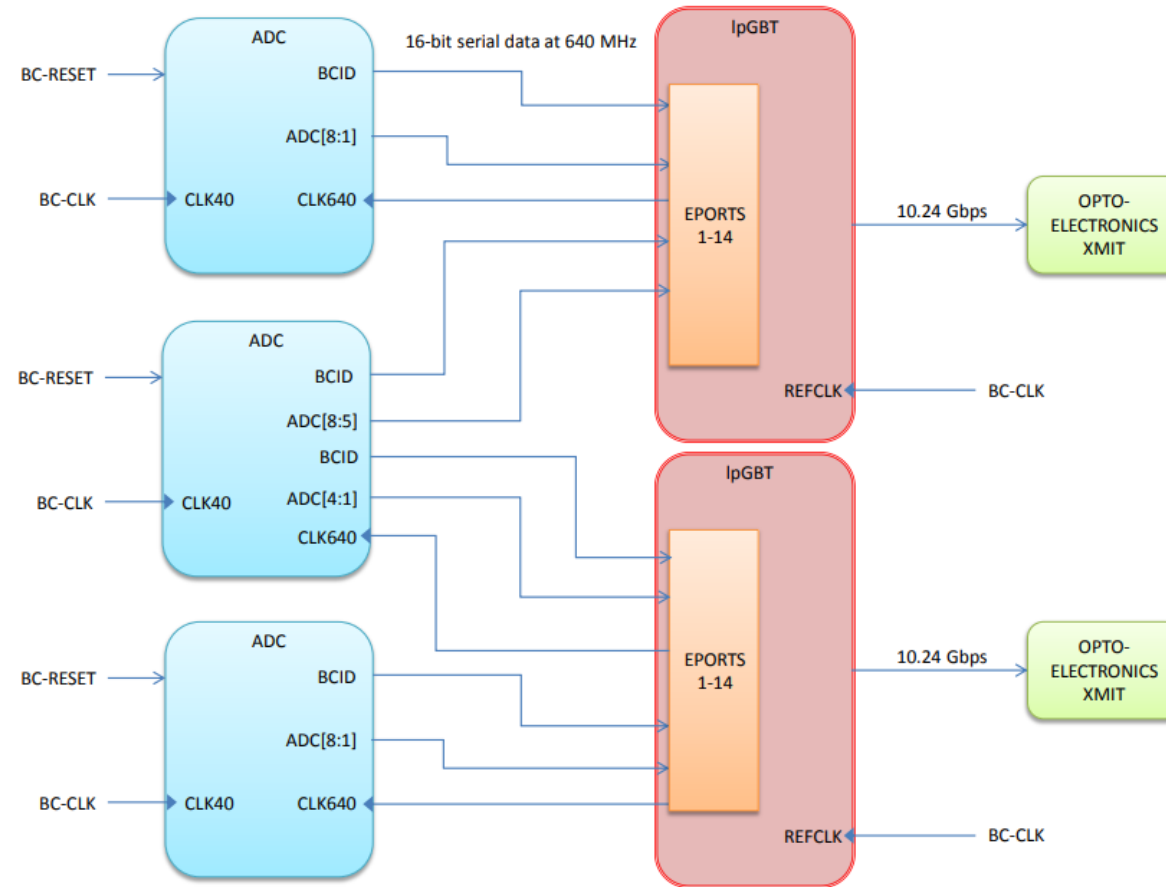 ADC
16-bit serial data at 640 MHz
lpGBT
BC-RESET
BCID
ADC[8:1]
BC-CLK
CLK40
CLK640
EPORTS
1-14
10.24 Gbps
OPTO-
ELECTRONICS
XMIT
ADC
BC-RESET
BCID
ADC[8:5]
BCID
BC-CLK
CLK40
ADC[4:1]
CLK640
REFCLK
BC-CLK
lpGBT
ADC
BC-RESET
BCID
ADC[8:1]
BC-CLK
CLK40
CLK640
EPORTS
1-14
10.24 Gbps
OPTO-
ELECTRONICS
XMIT
REFCLK
BC-CLK